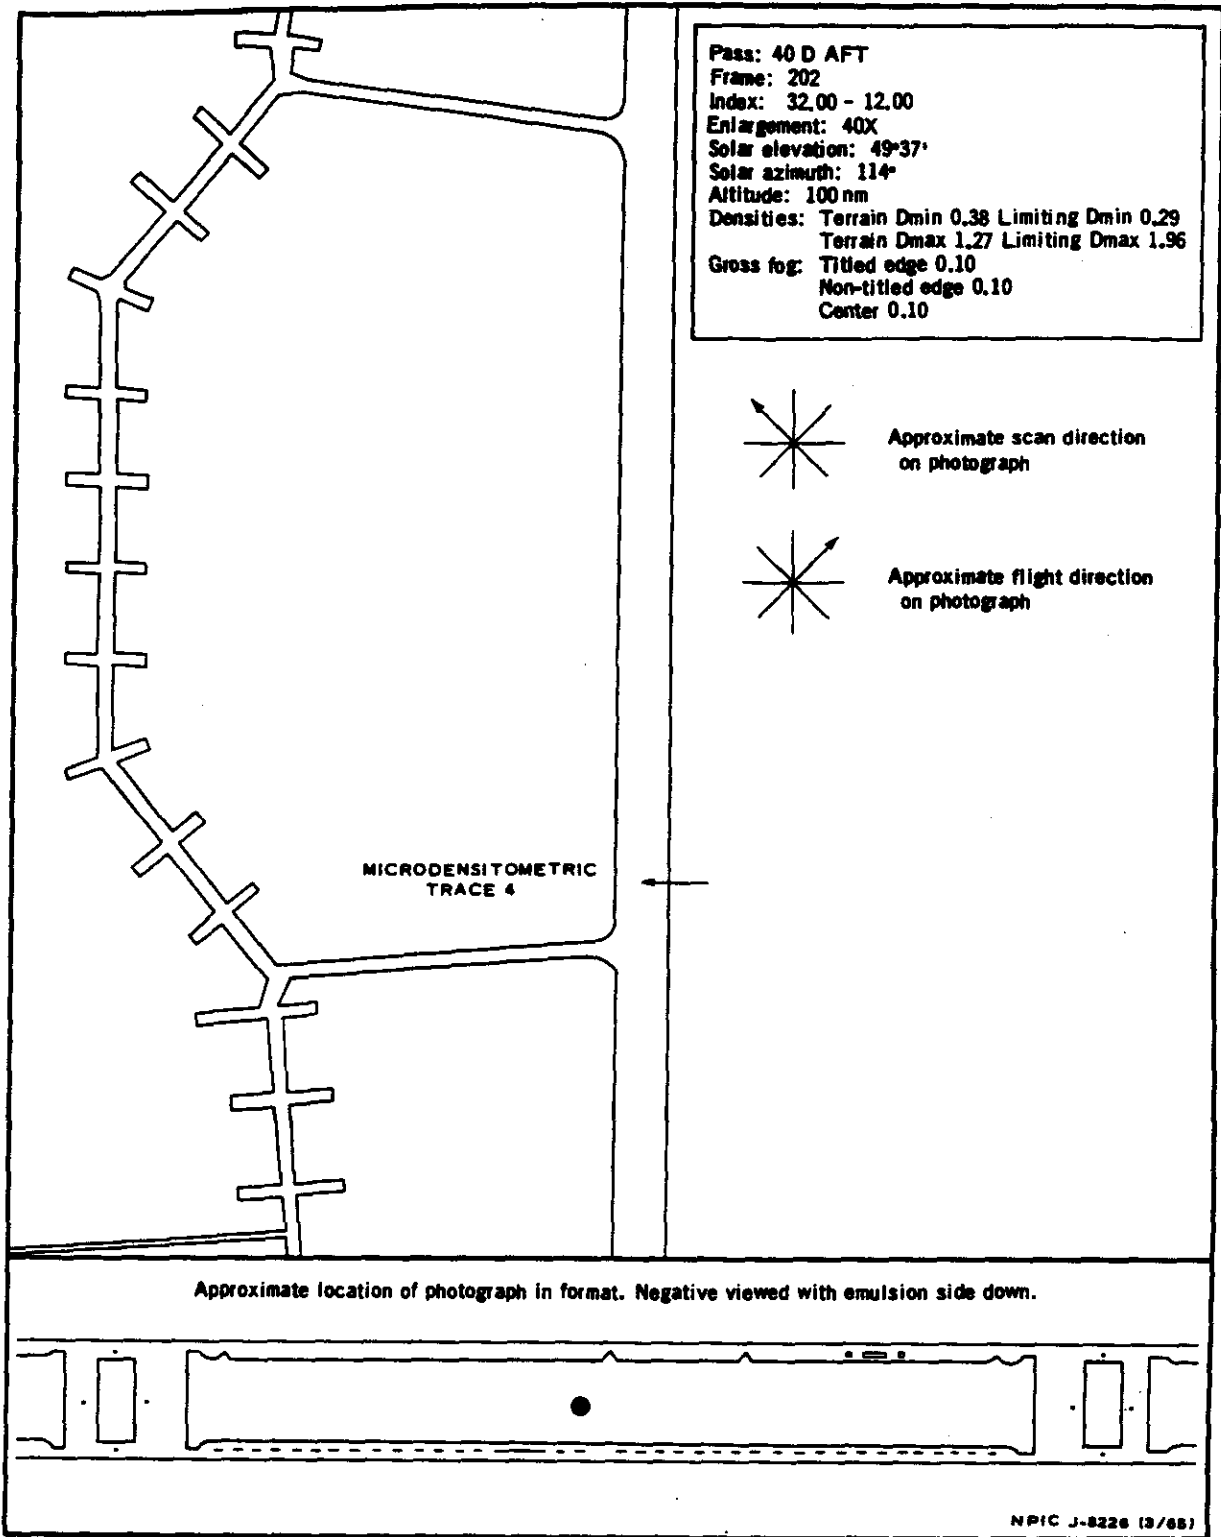 Pass: 40 D AFT
Frame: 202
Index: 32.00 - 12.00
Enlargement: 40X
Solar elevation: 49°37'
Solar azimuth: 114°
Altitude: 100 nm
Densities: Terrain Dmin 0.38 Limiting Dmin 0.29
Terrain Dmax 1.27 Limiting Dmax 1.96
Gross fog: Titled edge 0.10
Non-titled edge 0.10
Center 0.10
Approximate scan direction
on photograph
Approximate flight direction
on photograph
MICRODENSITOMETRIC
TRACE 4
Approximate location of photograph in format. Negative viewed with emulsion side down.
NPIC J-8226 (3/65)